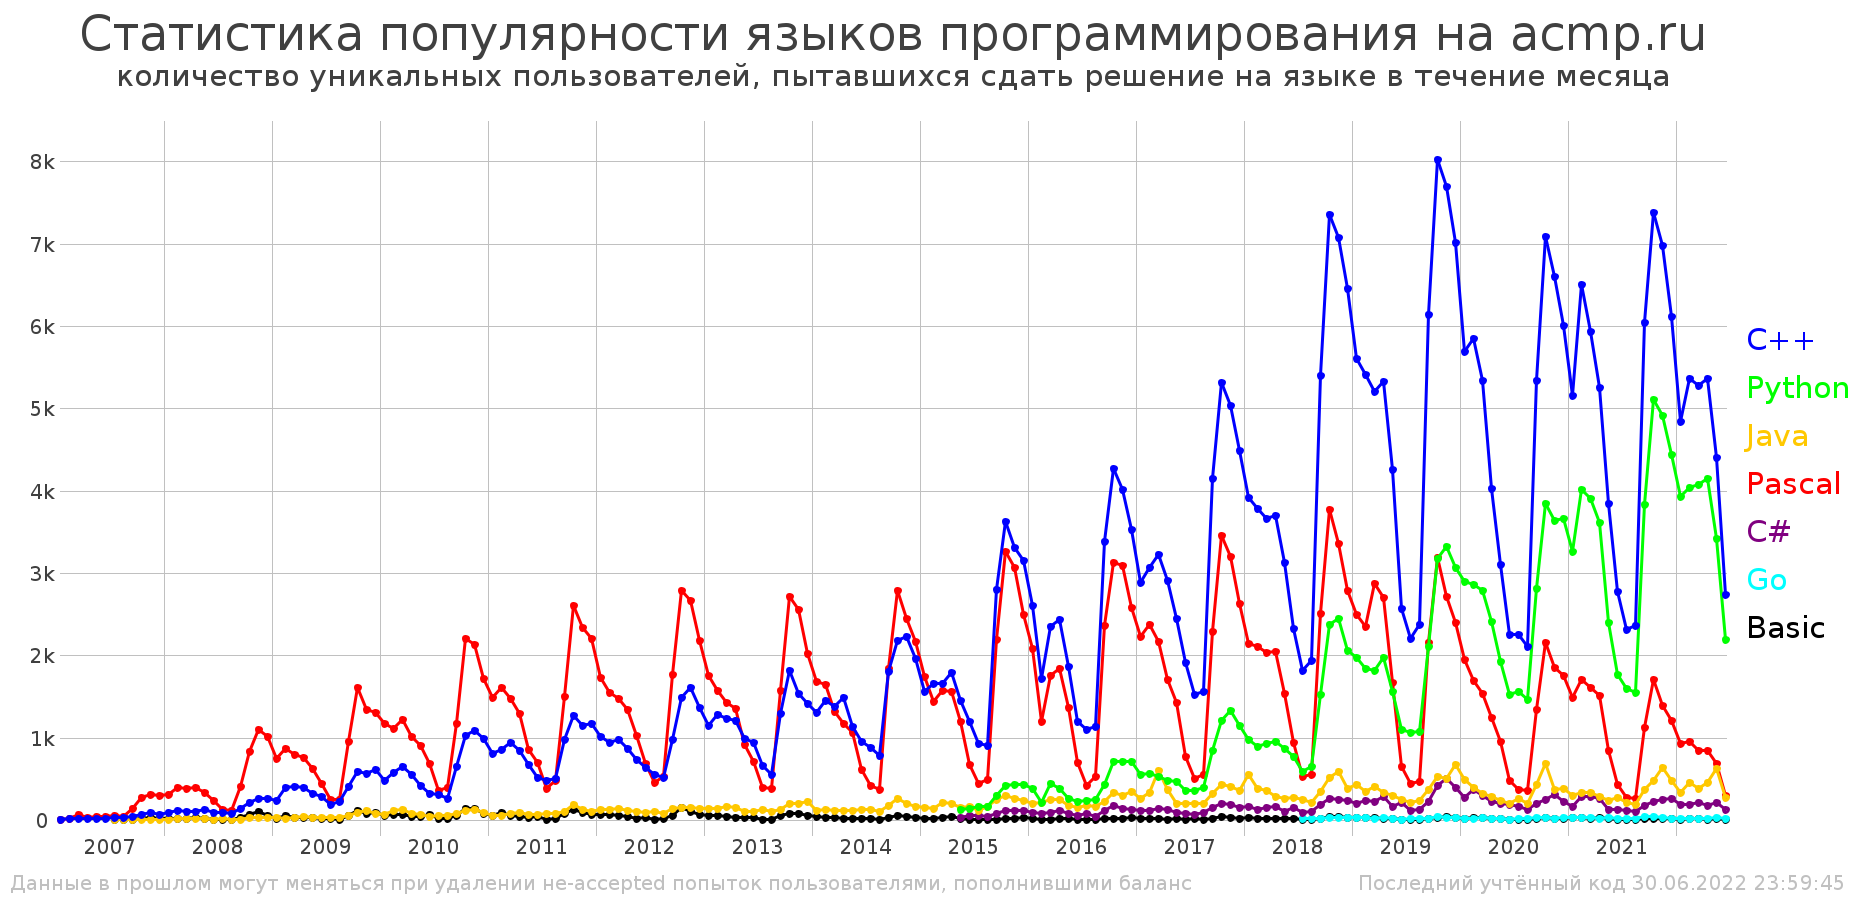 Статистика популярности языков программирования на acmp.ru
количество уникальных пользователей, пытавшихся сдать решение на языке в течение месяца
8k
7k
6k
5k
4k
3k
2k
1k
0
C++
Python
Java
Pascal
C#
Go
Basic
2007 2008 2009 2010 2011 2012 2013 2014 2015 2016 2017 2018 2019 2020 2021
Данные в прошлом могут меняться при удалении не-accepted попыток пользователями, пополнившими баланс
Последний учтённый код 30.06.2022 23:59:45